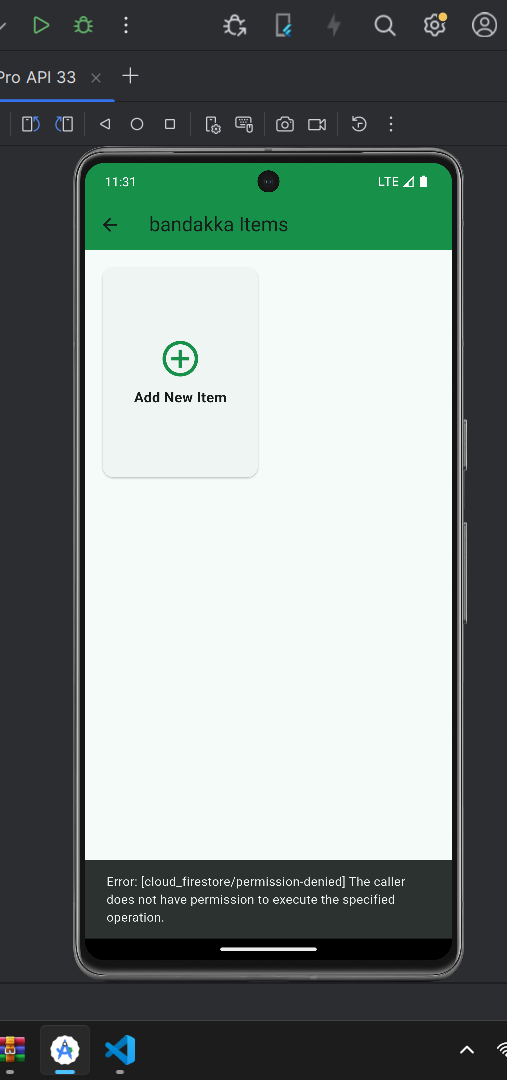 Pro API 33
11:31
LTE
bandakka Items
Add New Item
Error: [cloud_firestore/permission-denied] The caller
does not have permission to execute the specified
operation.